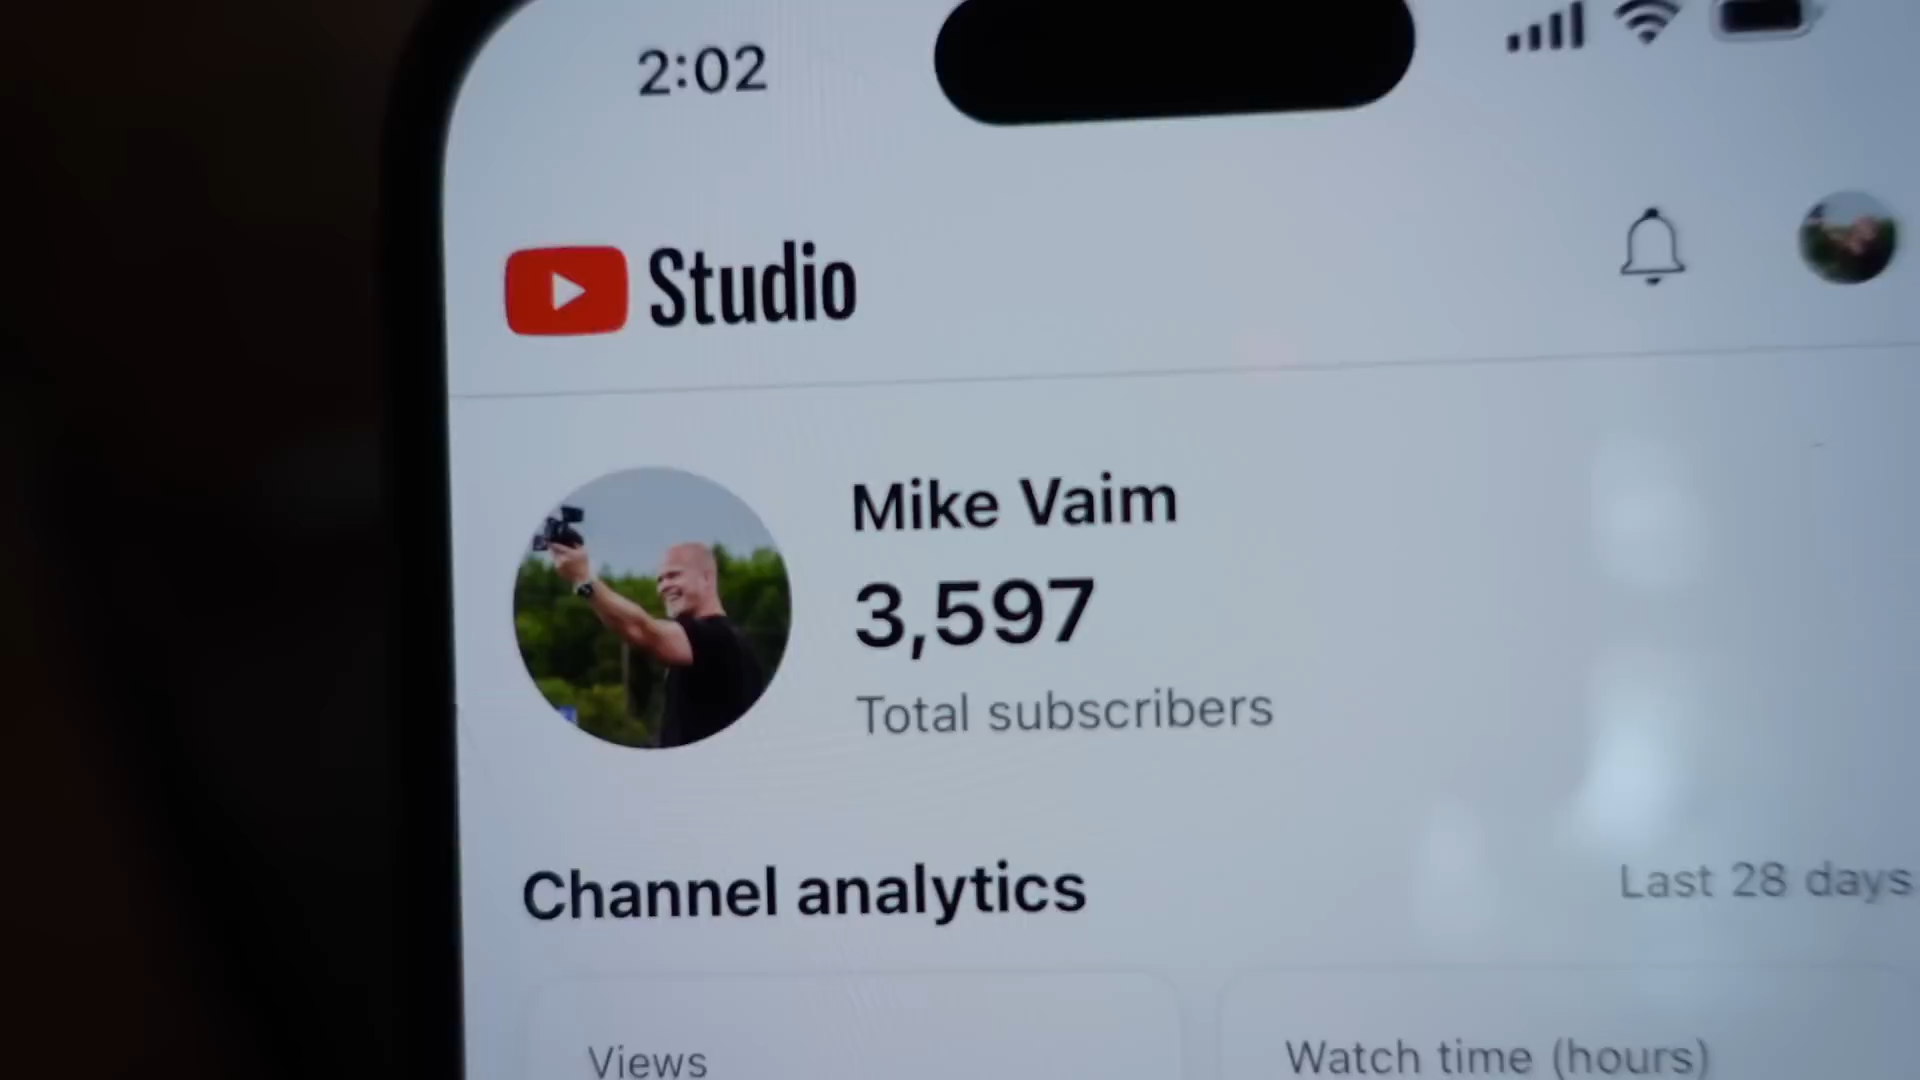 2:02
Studio
Mike Vaim
3,597
Total subscribers
Channel analytics
Last 28 days
Views
Watch time (hours)